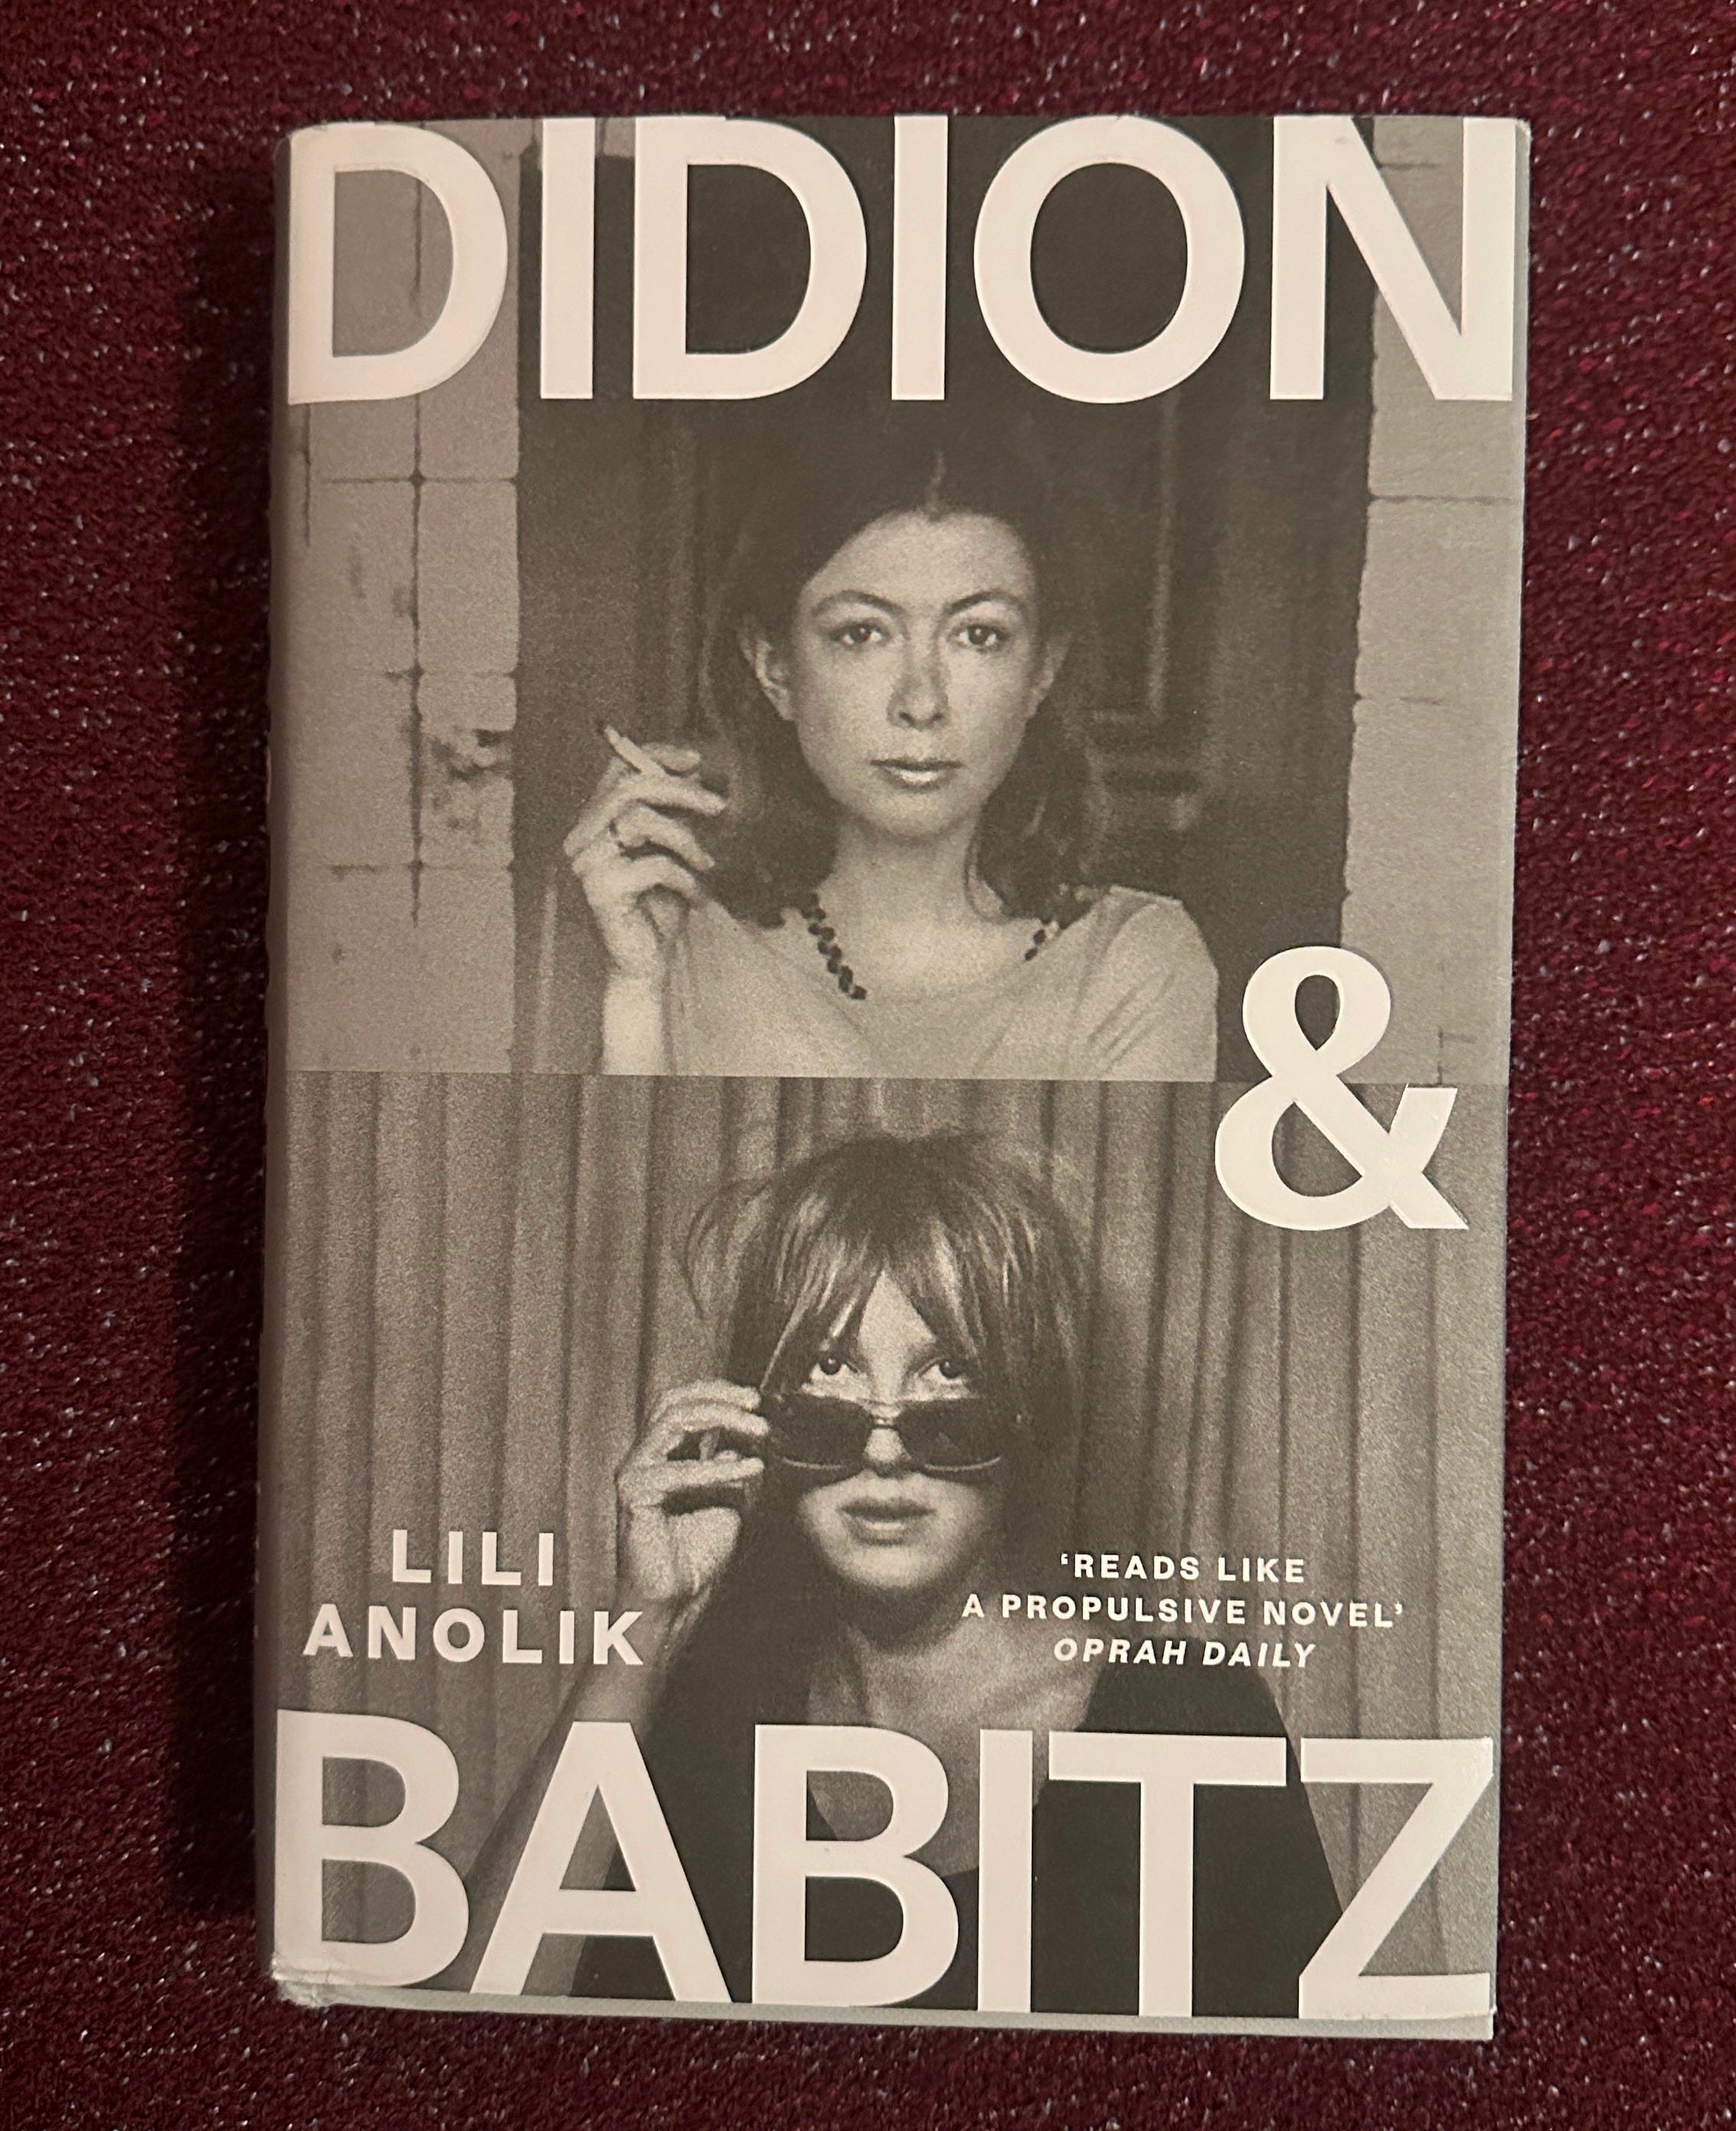 DIDION
&
LILI
ANOLIK
‘READS LIKE
A PROPULSIVE NOVEL’
OPRAH DAILY
BABITZ